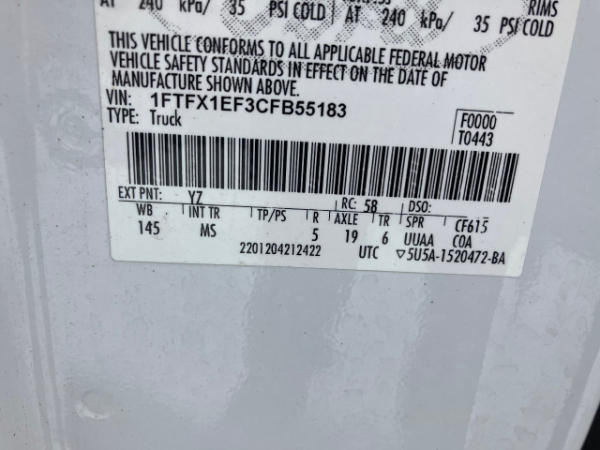 AT 240 kPa/ 35 PSI COLD AT 240 kPa/ 35 PSI COLD
RIMS
THIS VEHICLE CONFORMS TO ALL APPLICABLE FEDERAL MOTOR
VEHICLE SAFETY STANDARDS IN EFFECT ON THE DATE OF
MANUFACTURE SHOWN ABOVE.
VIN: 1FTFX1EF3CFB55183
TYPE: Truck
F0000
T0443
EXT PNT: YZ RC: 58 DSO:
WB INT TR TP/PS R AXLE TR SPR CF615
145 MS 5 19 6 UUAA COA
2201204212422 UTC ▽5U5A-1520472-BA